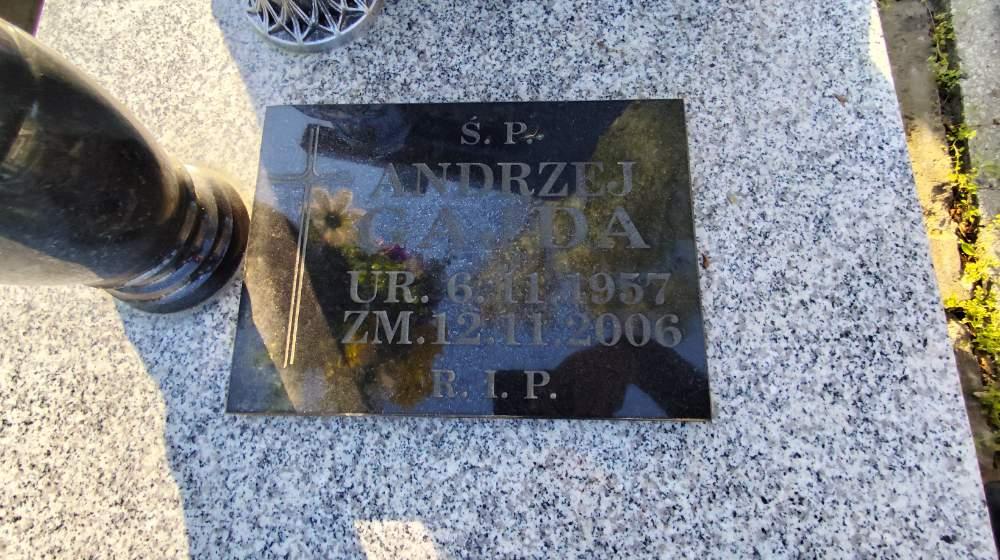 Ś. P.
ANDRZEJ
UR. 6.11.1957
ZM.12.11.2006
R. I. P.